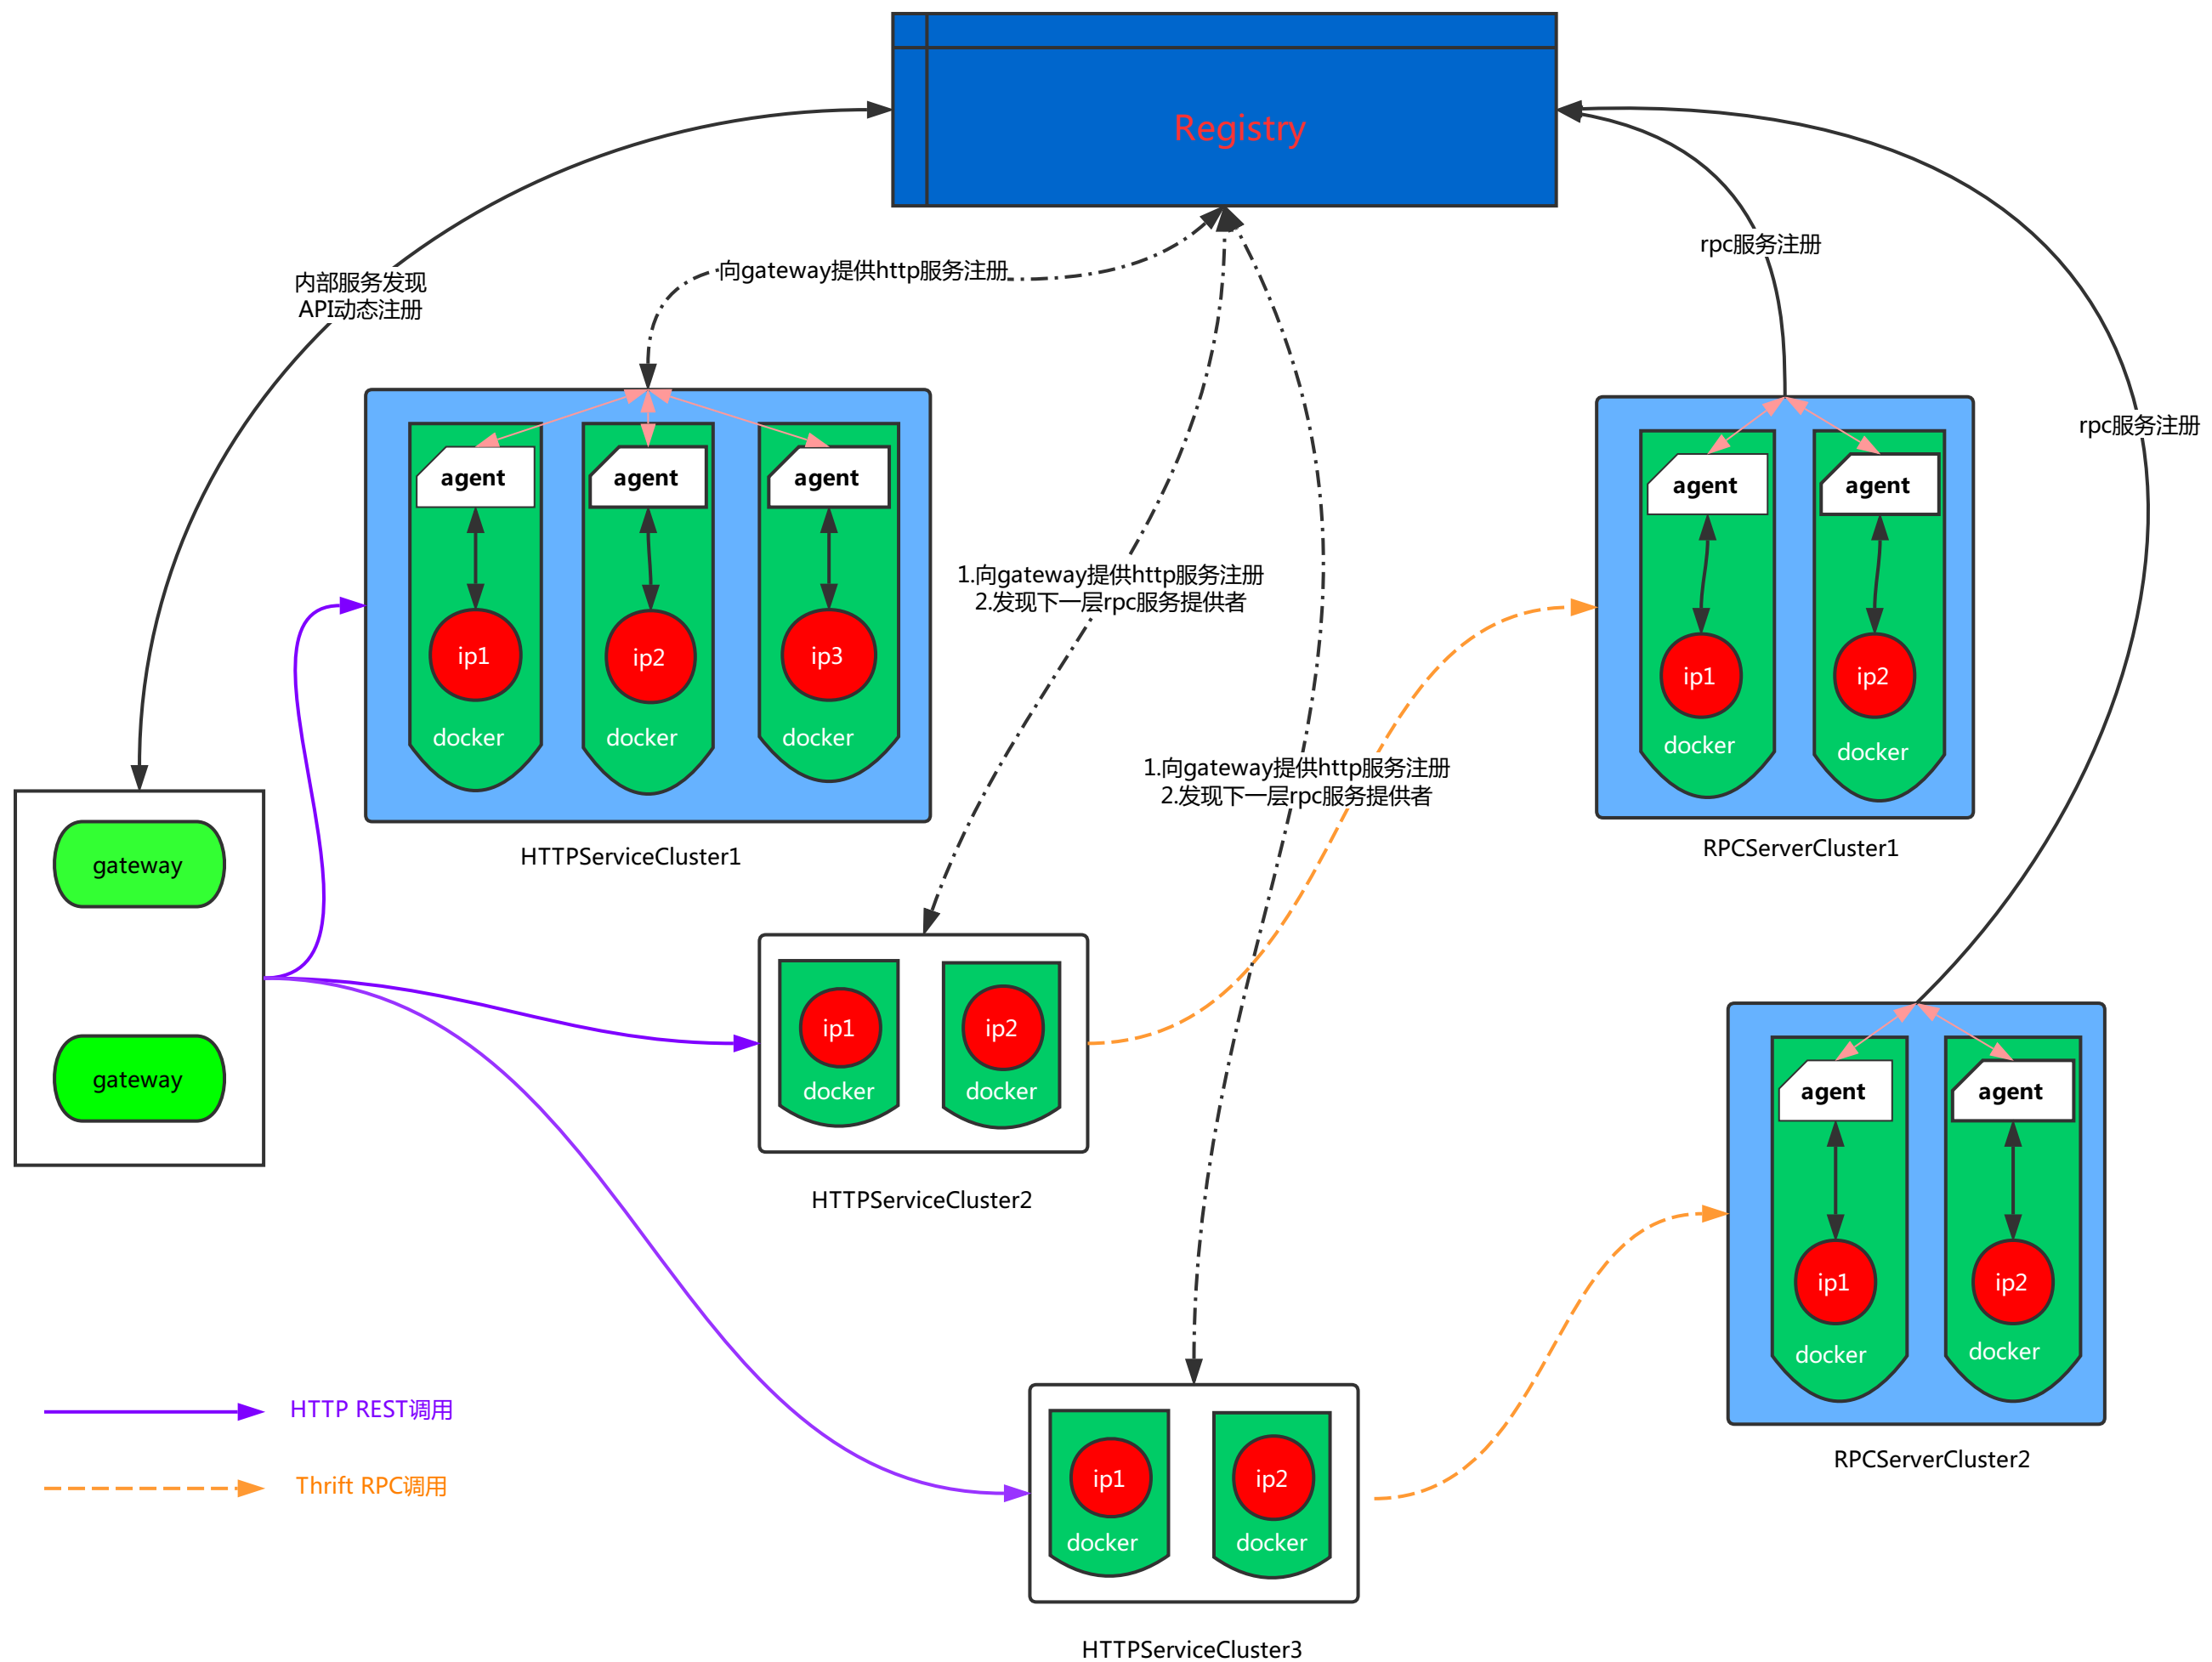 Registry
rpc服务注册
向gateway提供http服务注册
内部服务发现
API动态注册
rpc服务注册
agent
agent
agent
agent
agent
1.向gateway提供http服务注册
2.发现下一层rpc服务提供者
ip1
ip2
ip3
ip1
ip2
docker
docker
docker
docker
docker
1.向gateway提供http服务注册
2.发现下一层rpc服务提供者
HTTPServiceCluster1
RPCServerCluster1
gateway
gateway
ip1
ip2
docker
docker
HTTPServiceCluster2
agent
agent
ip1
ip2
docker
docker
RPCServerCluster2
HTTP REST调用
Thrift RPC调用
ip1
ip2
docker
docker
HTTPServiceCluster3